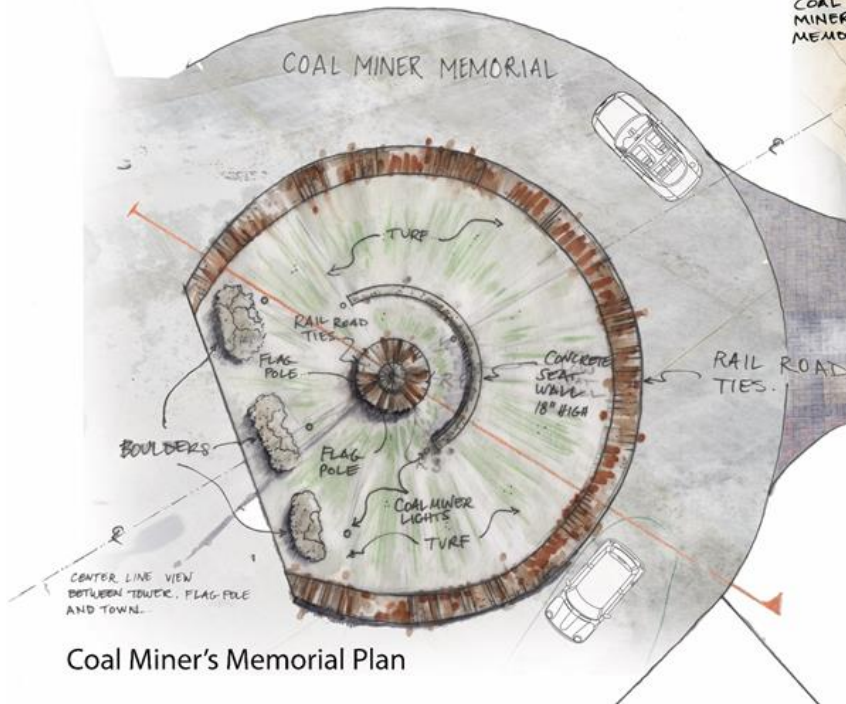 COAL
MINER
MEMO
COAL MINER MEMORIAL
TURF
RAIL ROAD
TIES
FLAG
POLE
CONCRETE
SEAT
WALL
18" HIGH
RAIL ROAD
TIES.
BOULDERS
FLAG
POLE
COAL MINER
LIGHTS
TURF
CENTER LINE VIEW
BETWEEN TOWER, FLAG POLE
AND TOWN.
Coal Miner's Memorial Plan